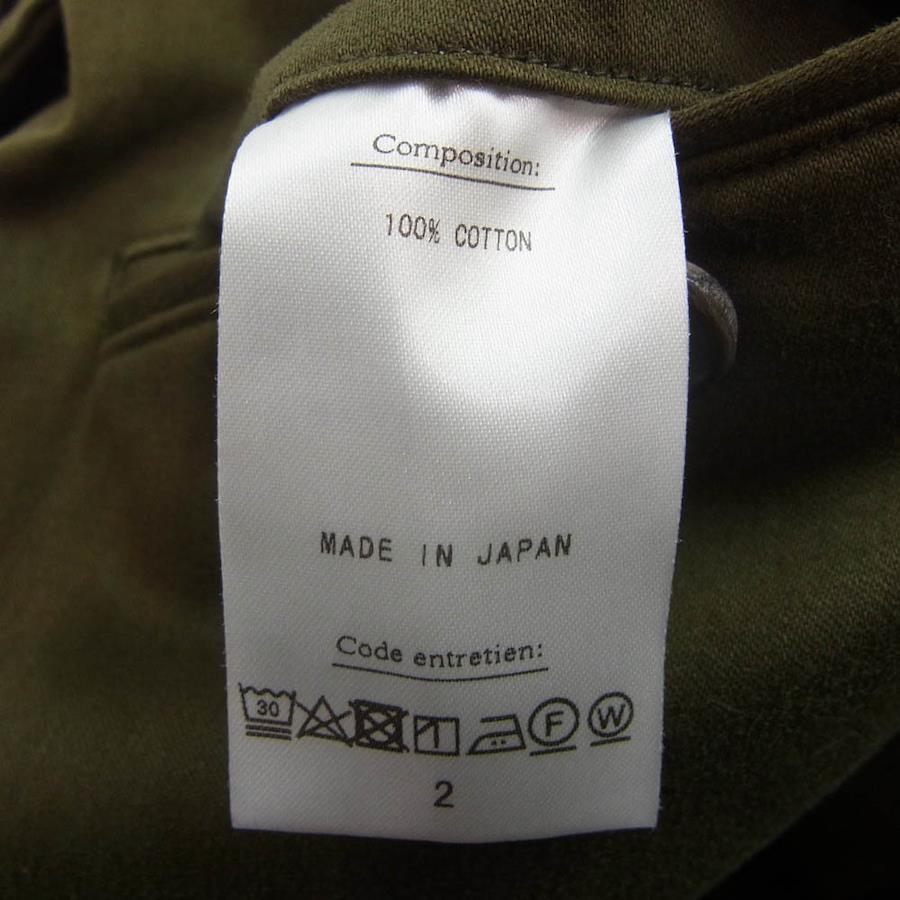 Composition:
100% COTTON
MADE IN JAPAN
Code entretien:
30 F W
2